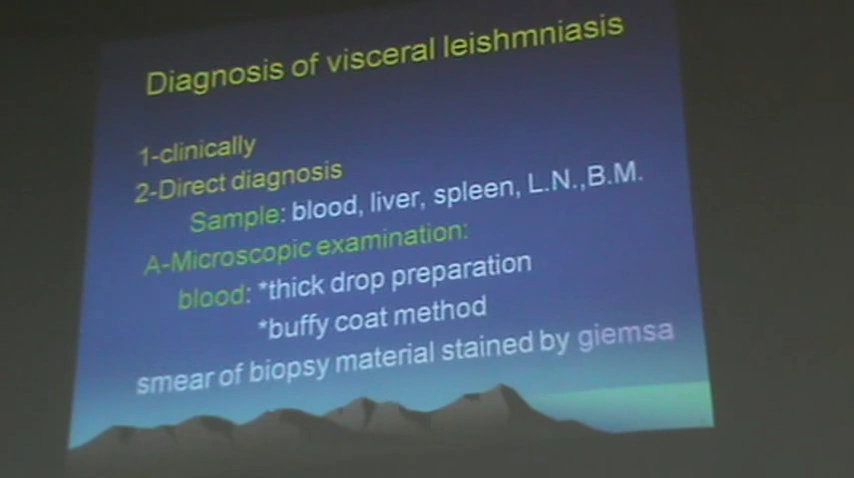 Diagnosis of visceral leishmniasis
1-clinically
2-Direct diagnosis
Sample: blood, liver, spleen, L.N.,B.M.
A-Microscopic examination:
blood: *thick drop preparation
*buffy coat method
smear of biopsy material stained by giemsa